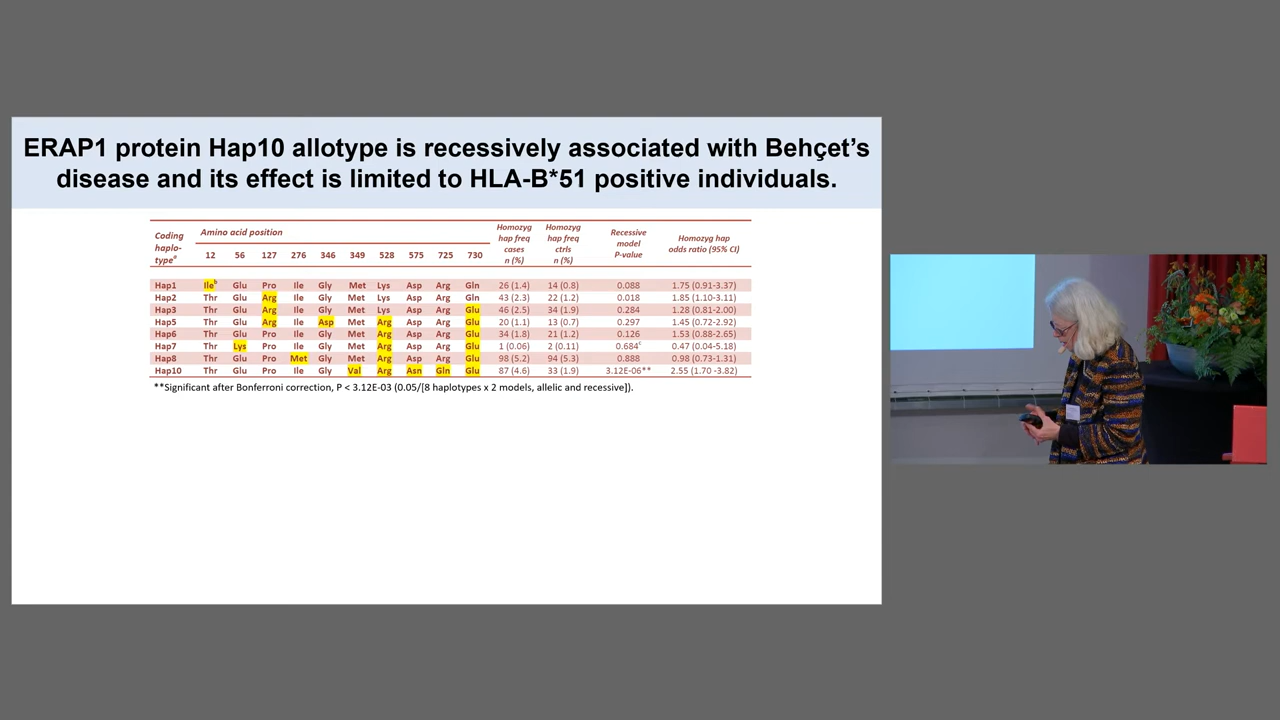 ERAP1 protein Hap10 allotype is recessively associated with Behçet’s
disease and its effect is limited to HLA-B*51 positive individuals.
Coding haplo-typeª Amino acid position Homozyg hap freq cases n (%) Homozyg hap freq ctrls n (%) Recessive model P-value Homozyg hap odds ratio (95% CI)
12 56 127 276 346 349 528 575 725 730
Hap1 Ileᵇ Glu Pro Ile Gly Met Lys Asp Arg Gln 26 (1.4) 14 (0.8) 0.088 1.75 (0.91-3.37)
Hap2 Thr Glu Arg Ile Gly Met Lys Asp Arg Gln 43 (2.3) 22 (1.2) 0.018 1.85 (1.10-3.11)
Hap3 Thr Glu Arg Ile Gly Met Lys Asp Arg Glu 46 (2.5) 34 (1.9) 0.284 1.28 (0.81-2.00)
Hap5 Thr Glu Arg Ile Asp Met Arg Asp Arg Glu 20 (1.1) 13 (0.7) 0.297 1.45 (0.72-2.92)
Hap6 Thr Glu Pro Ile Gly Met Arg Asp Arg Glu 34 (1.8) 21 (1.2) 0.126 1.53 (0.88-2.65)
Hap7 Thr Lys Pro Ile Gly Met Arg Asp Arg Glu 1 (0.06) 2 (0.11) 0.684ᶜ 0.47 (0.04-5.18)
Hap8 Thr Glu Pro Met Gly Met Arg Asp Arg Glu 98 (5.2) 94 (5.3) 0.888 0.98 (0.73-1.31)
Hap10 Thr Glu Pro Ile Gly Val Arg Asn Gln Glu 87 (4.6) 33 (1.9) 3.12E-06** 2.55 (1.70 -3.82)
**Significant after Bonferroni correction, P < 3.12E-03 (0.05/[8 haplotypes x 2 models, allelic and recessive]).